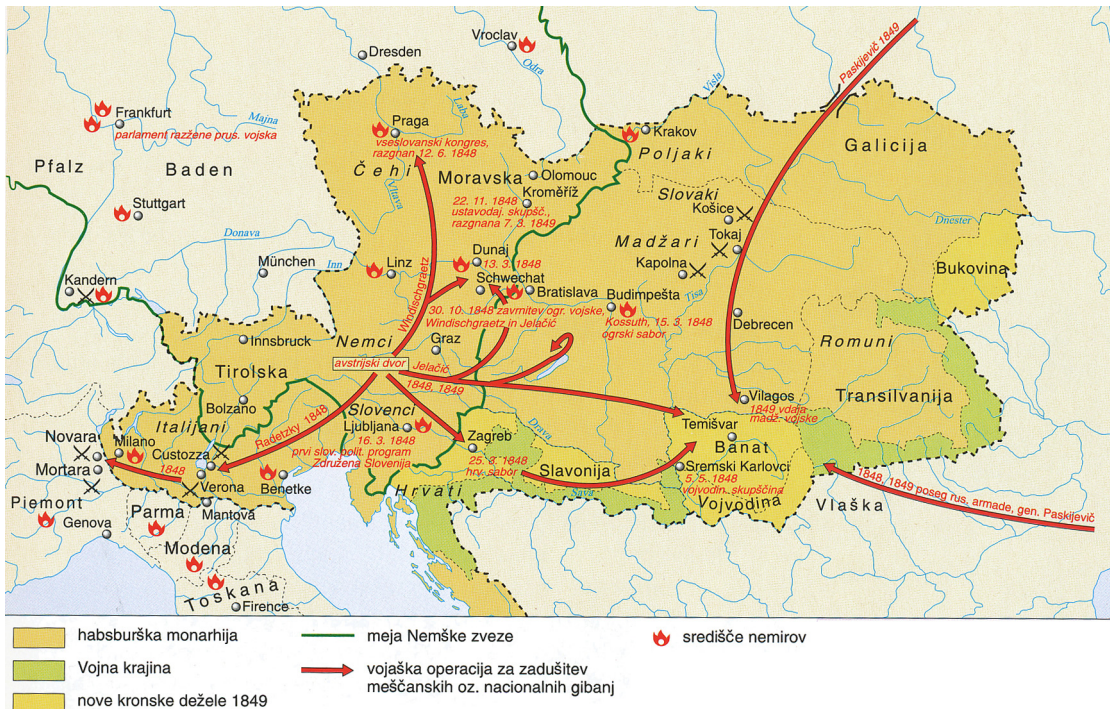 Vroclav
Dresden
Odra
Visla
Paskijevič 1849
Frankfurt
Majna
parlament razžene prus. vojska
Laba
Praga
vseslovanski kongres,
razgnan 12. 6. 1848
Krakov
Poljaki
Galicija
Pfalz
Baden
Čehi
Vltava
Moravska
Olomouc
Kroměříž
22. 11. 1848
ustavodaj. skupšč.,
razgnana 7. 3. 1849
Slovaki
Košice
Tokaj
Dnester
Stuttgart
Donava
Inn
München
Madžari
Kapolna
Tisa
Bukovina
Kandern
Linz
Dunaj
13. 3. 1848
Schwechat
Bratislava
Budimpešta
Kossuth, 15. 3. 1848
ogrski sabor
30. 10. 1848 zavrnitev ogr. vojske,
Windischgraetz in Jelačić
Windischgraetz
Debrecen
Innsbruck
Nemci
Graz
avstrijski dvor
Jelačić
1848, 1849
Romuni
Tirolska
Bolzano
Italijani
Radetzky 1848
Slovenci
Ljubljana
16. 3. 1848
prvi slov. polit. program
Združena Slovenija
Zagreb
25. 3. 1848
hrv. sabor
Drava
Slavonija
Sava
Hrvati
Vilagos
1849 vdaja
madž. vojske
Temišvar
Banat
Transilvanija
Sremski Karlovci
5. 5. 1848
vojvodin. skupščina
Vojvodina
Vlaška
1848, 1849 poseg rus. armade, gen. Paskijevič
Novara
Milano
Custozza
1848
Mortara
Verona
Benetke
Mantova
Piemont
Genova
Parma
Modena
Toskana
Firence
habsburška monarhija
meja Nemške zveze
središče nemirov
Vojna krajina
vojaška operacija za zadušitev
meščanskih oz. nacionalnih gibanj
nove kronske dežele 1849